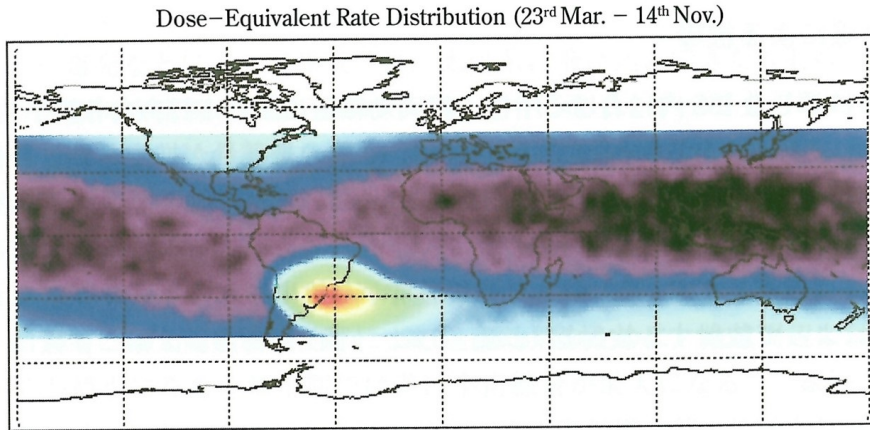 Dose−Equivalent Rate Distribution (23rd Mar. − 14th Nov.)